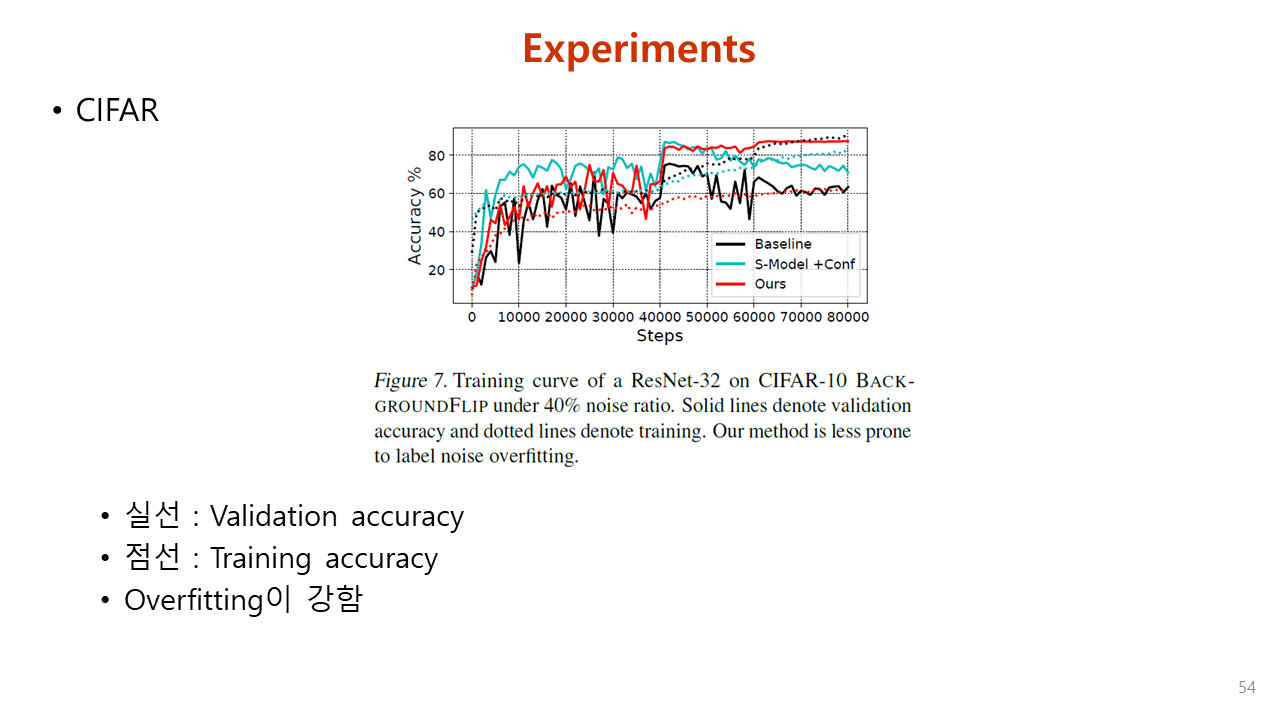 Experiments
• CIFAR
80
60
40
20
Accuracy %
Baseline
S-Model +Conf
Ours
0 10000 20000 30000 40000 50000 60000 70000 80000
Steps
Figure 7. Training curve of a ResNet-32 on CIFAR-10 BACK-
GROUNDFLIP under 40% noise ratio. Solid lines denote validation
accuracy and dotted lines denote training. Our method is less prone
to label noise overfitting.
• 실선 : Validation accuracy
• 점선 : Training accuracy
• Overfitting이 강함
54